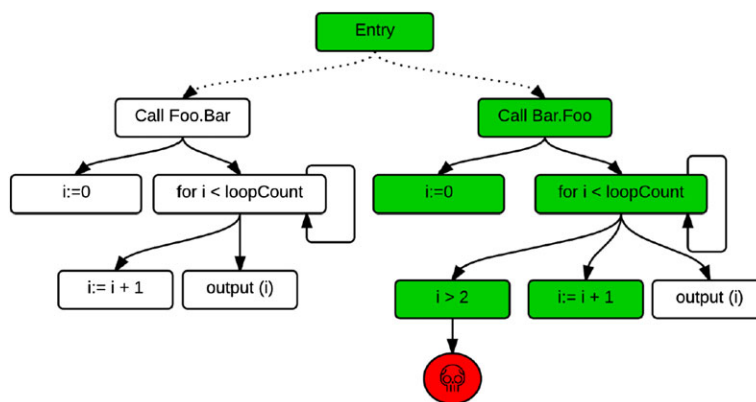 Entry
Call Foo.Bar
Call Bar.Foo
i:=0
for i < loopCount
i:=0
for i < loopCount
i:= i + 1
output (i)
i > 2
i:= i + 1
output (i)